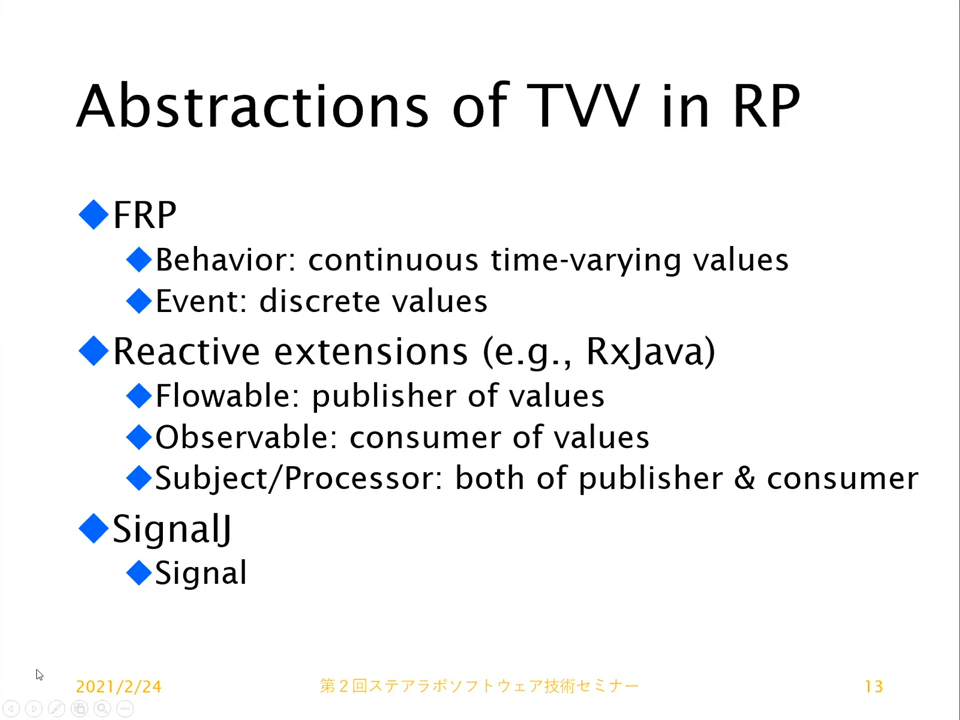 Abstractions of TVV in RP
FRP
Behavior: continuous time-varying values
Event: discrete values
Reactive extensions (e.g., RxJava)
Flowable: publisher of values
Observable: consumer of values
Subject/Processor: both of publisher & consumer
SignalJ
Signal
2021/2/24
第２回ステアラボソフトウェア技術セミナー
13